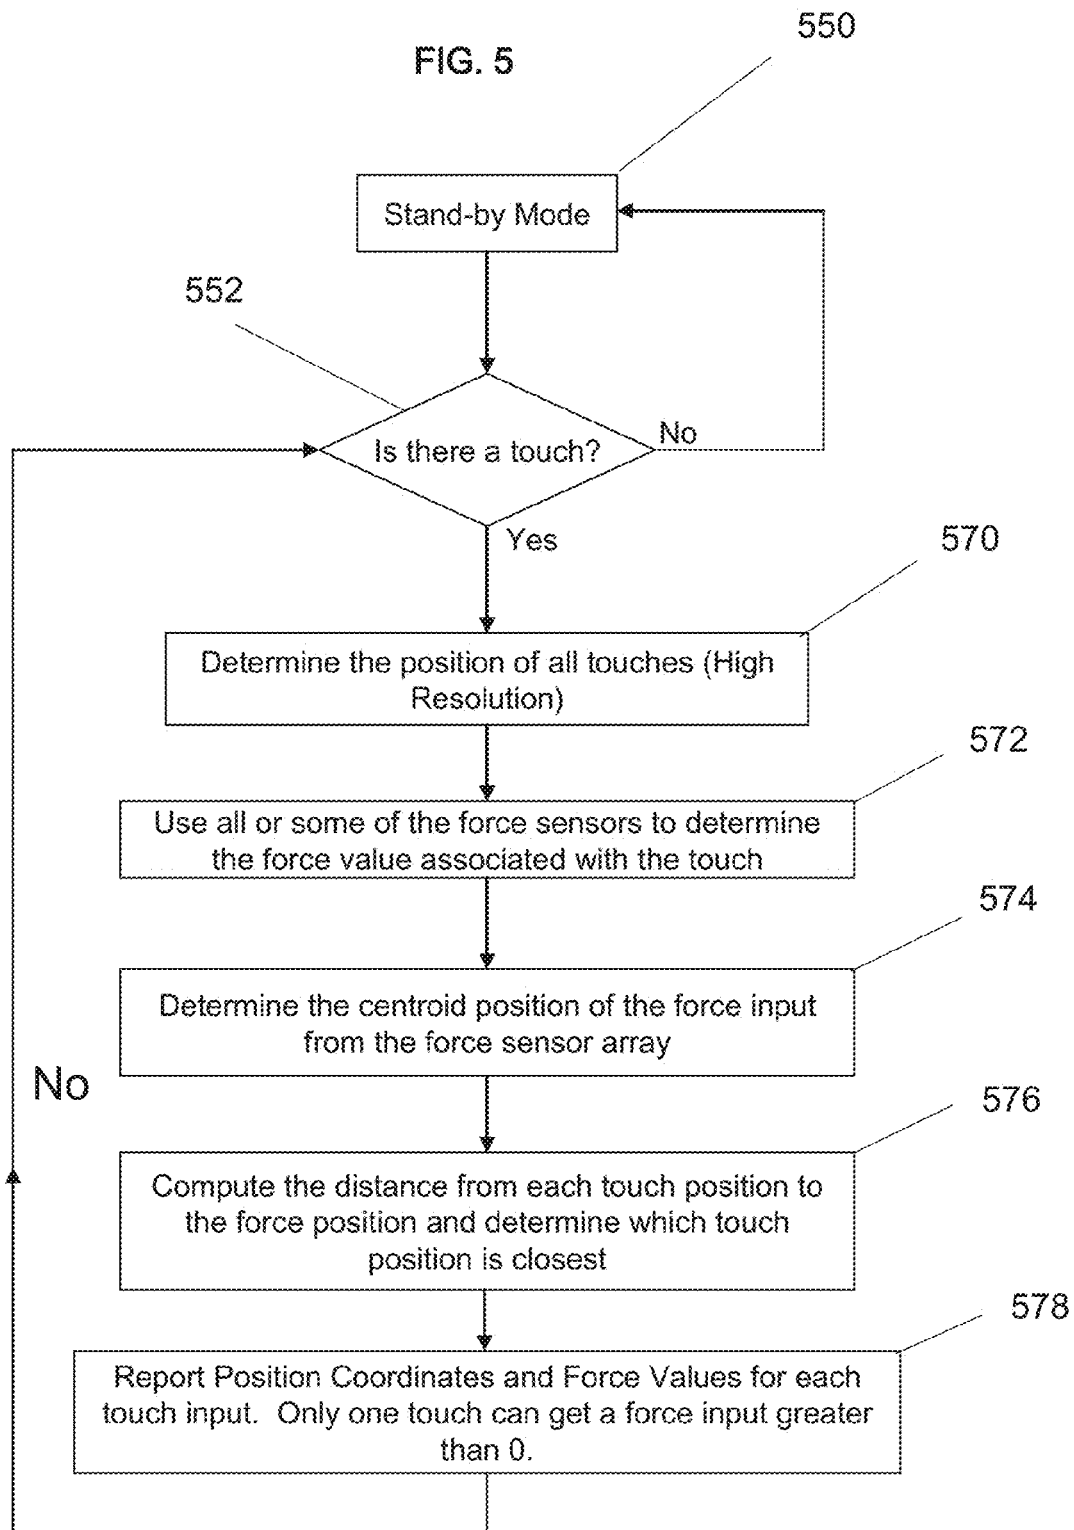 550
FIG. 5
Stand-by Mode
552
Is there a touch?
No
Yes
570
Determine the position of all touches (High
Resolution)
572
Use all or some of the force sensors to determine
the force value associated with the touch
574
Determine the centroid position of the force input
from the force sensor array
No
576
Compute the distance from each touch position to
the force position and determine which touch
position is closest
578
Report Position Coordinates and Force Values for each
touch input.  Only one touch can get a force input greater
than 0.